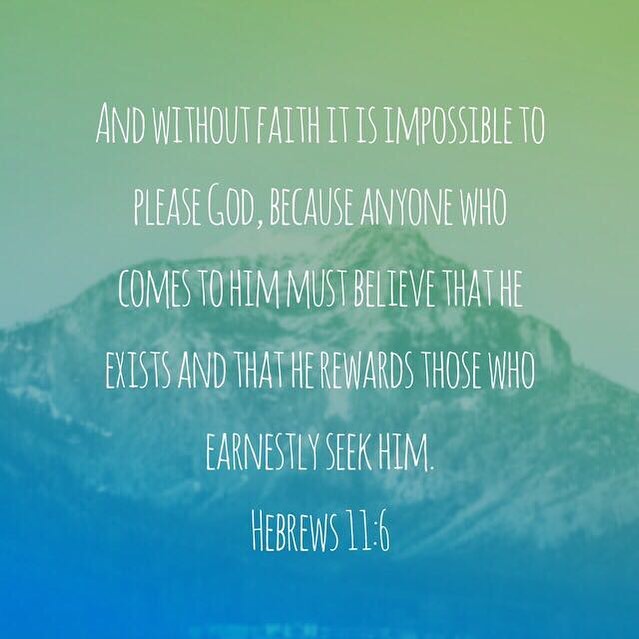 And without faith it is impossible to
please God, because anyone who
comes to him must believe that he
exists and that he rewards those who
earnestly seek him.
Hebrews 11:6